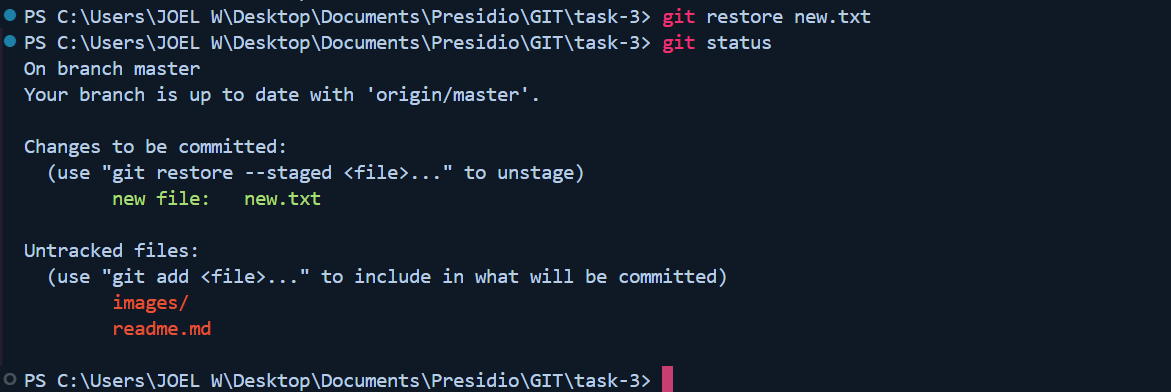 PS C:\Users\JOEL W\Desktop\Documents\Presidio\GIT\task-3> git restore new.txt
PS C:\Users\JOEL W\Desktop\Documents\Presidio\GIT\task-3> git status
On branch master
Your branch is up to date with 'origin/master'.
Changes to be committed:
(use "git restore --staged <file>..." to unstage)
new file: new.txt
Untracked files:
(use "git add <file>..." to include in what will be committed)
images/
readme.md
PS C:\Users\JOEL W\Desktop\Documents\Presidio\GIT\task-3>